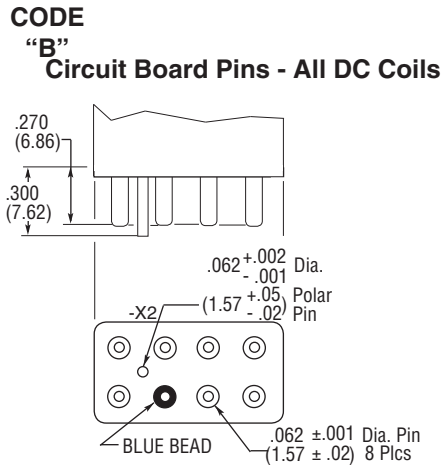 CODE
“B”
Circuit Board Pins - All DC Coils
.270
(6.86)
.300
(7.62)
.062 +.002 - .001 Dia.
(1.57 +.05 - .02) Polar Pin
-X2
BLUE BEAD
.062 ±.001 Dia. Pin
(1.57 ± .02) 8 Plcs